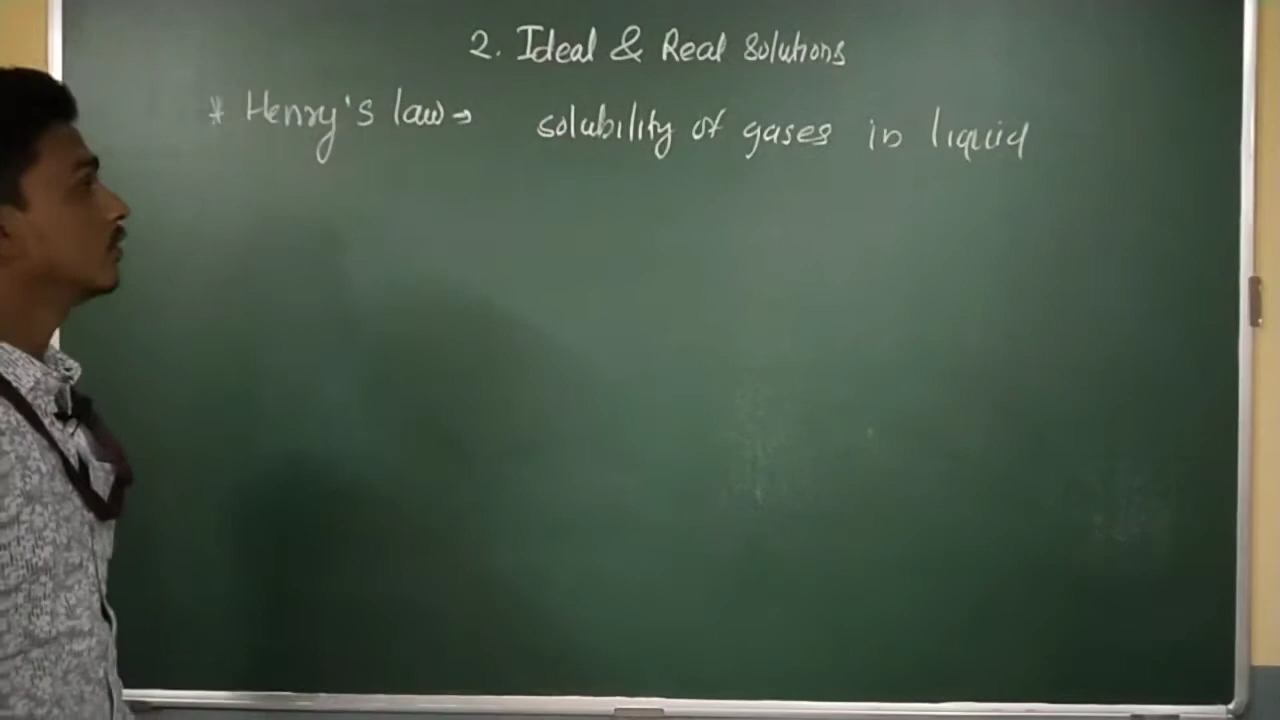 2. Ideal & Real solutions
* Henry's law → solubility of gases in liquid